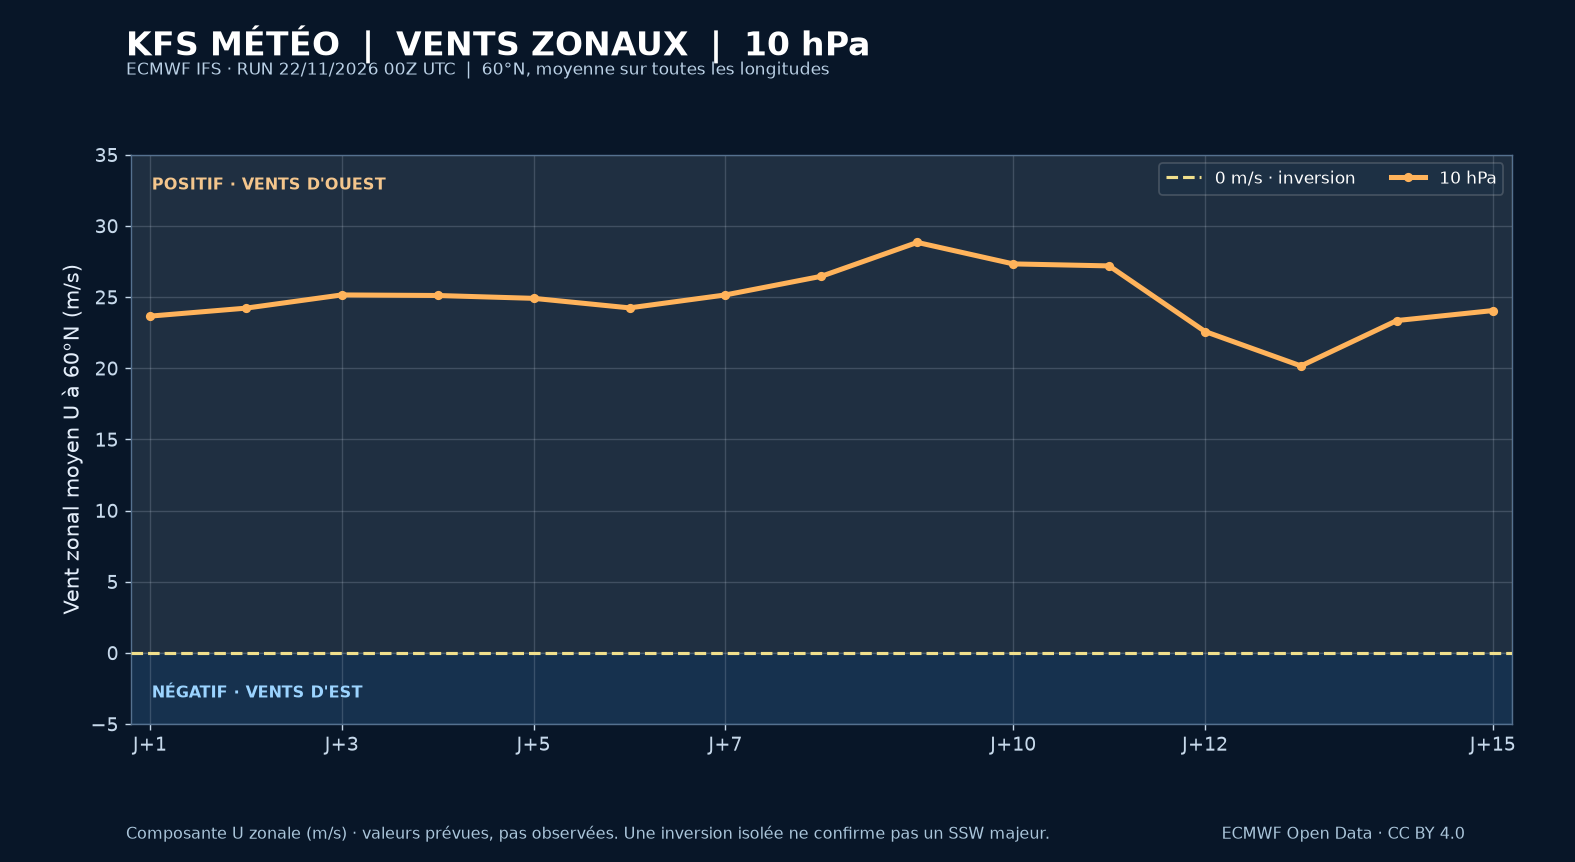 KFS MÉTÉO | VENTS ZONAUX | 10 hPa
ECMWF IFS · RUN 22/11/2026 00Z UTC | 60°N, moyenne sur toutes les longitudes
35
POSITIF · VENTS D'OUEST
0 m/s · inversion
10 hPa
30
25
20
15
10
5
0
−5
Vent zonal moyen U à 60°N (m/s)
NÉGATIF · VENTS D'EST
J+1
J+3
J+5
J+7
J+10
J+12
J+15
Composante U zonale (m/s) · valeurs prévues, pas observées. Une inversion isolée ne confirme pas un SSW majeur.
ECMWF Open Data · CC BY 4.0